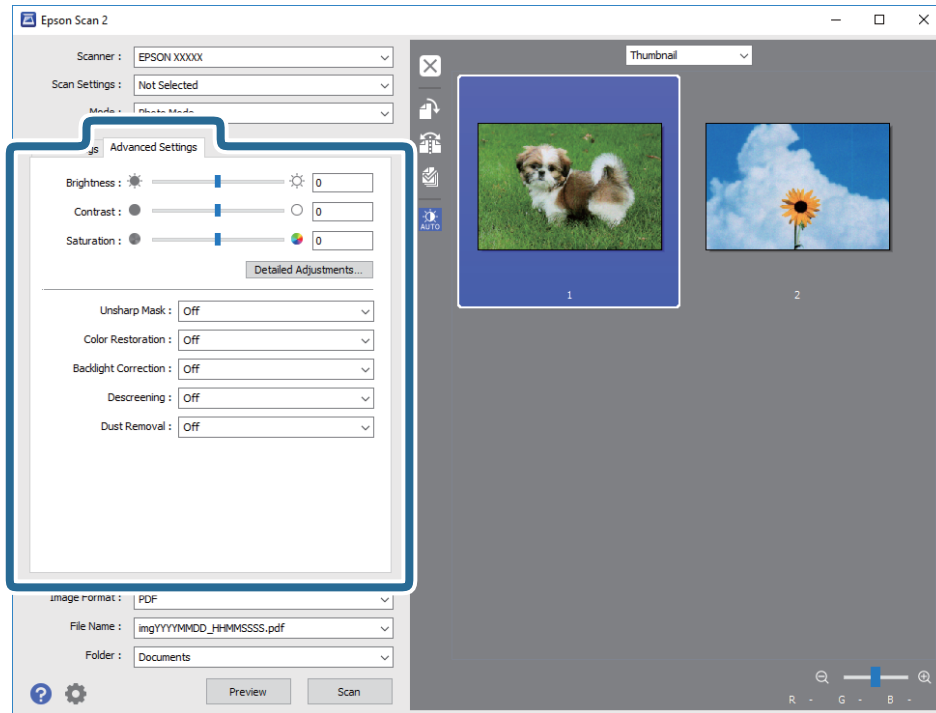 Epson Scan 2
Scanner : EPSON XXXXX
Scan Settings : Not Selected
Advanced Settings
Brightness : 0
Contrast : 0
Saturation : 0
Detailed Adjustments...
Unsharp Mask : Off
Color Restoration : Off
Backlight Correction : Off
Descreening : Off
Dust Removal : Off
Image Format : PDF
File Name : imgYYYYMMDD_HHMMSSSS.pdf
Folder : Documents
Preview Scan
Thumbnail
AUTO
1 2
R - G - B -